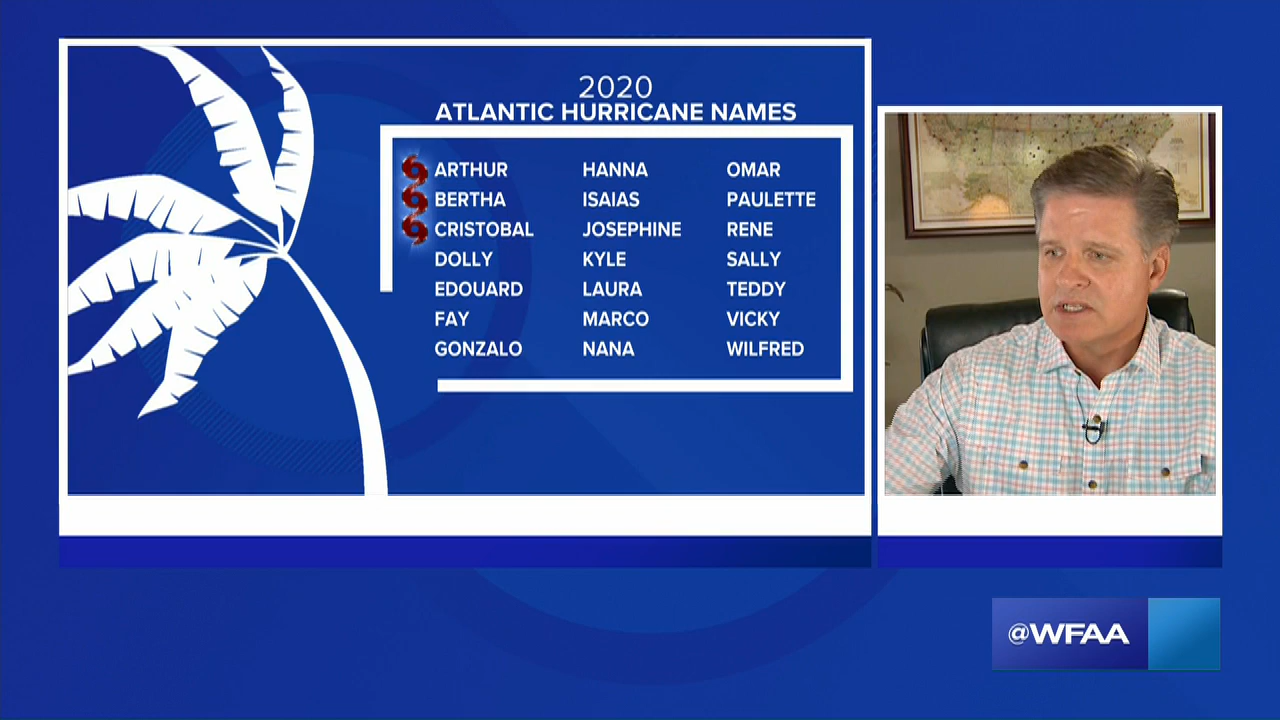 2020
ATLANTIC HURRICANE NAMES
ARTHUR HANNA OMAR
BERTHA ISAIAS PAULETTE
CRISTOBAL JOSEPHINE RENE
DOLLY KYLE SALLY
EDOUARD LAURA TEDDY
FAY MARCO VICKY
GONZALO NANA WILFRED
@WFAA